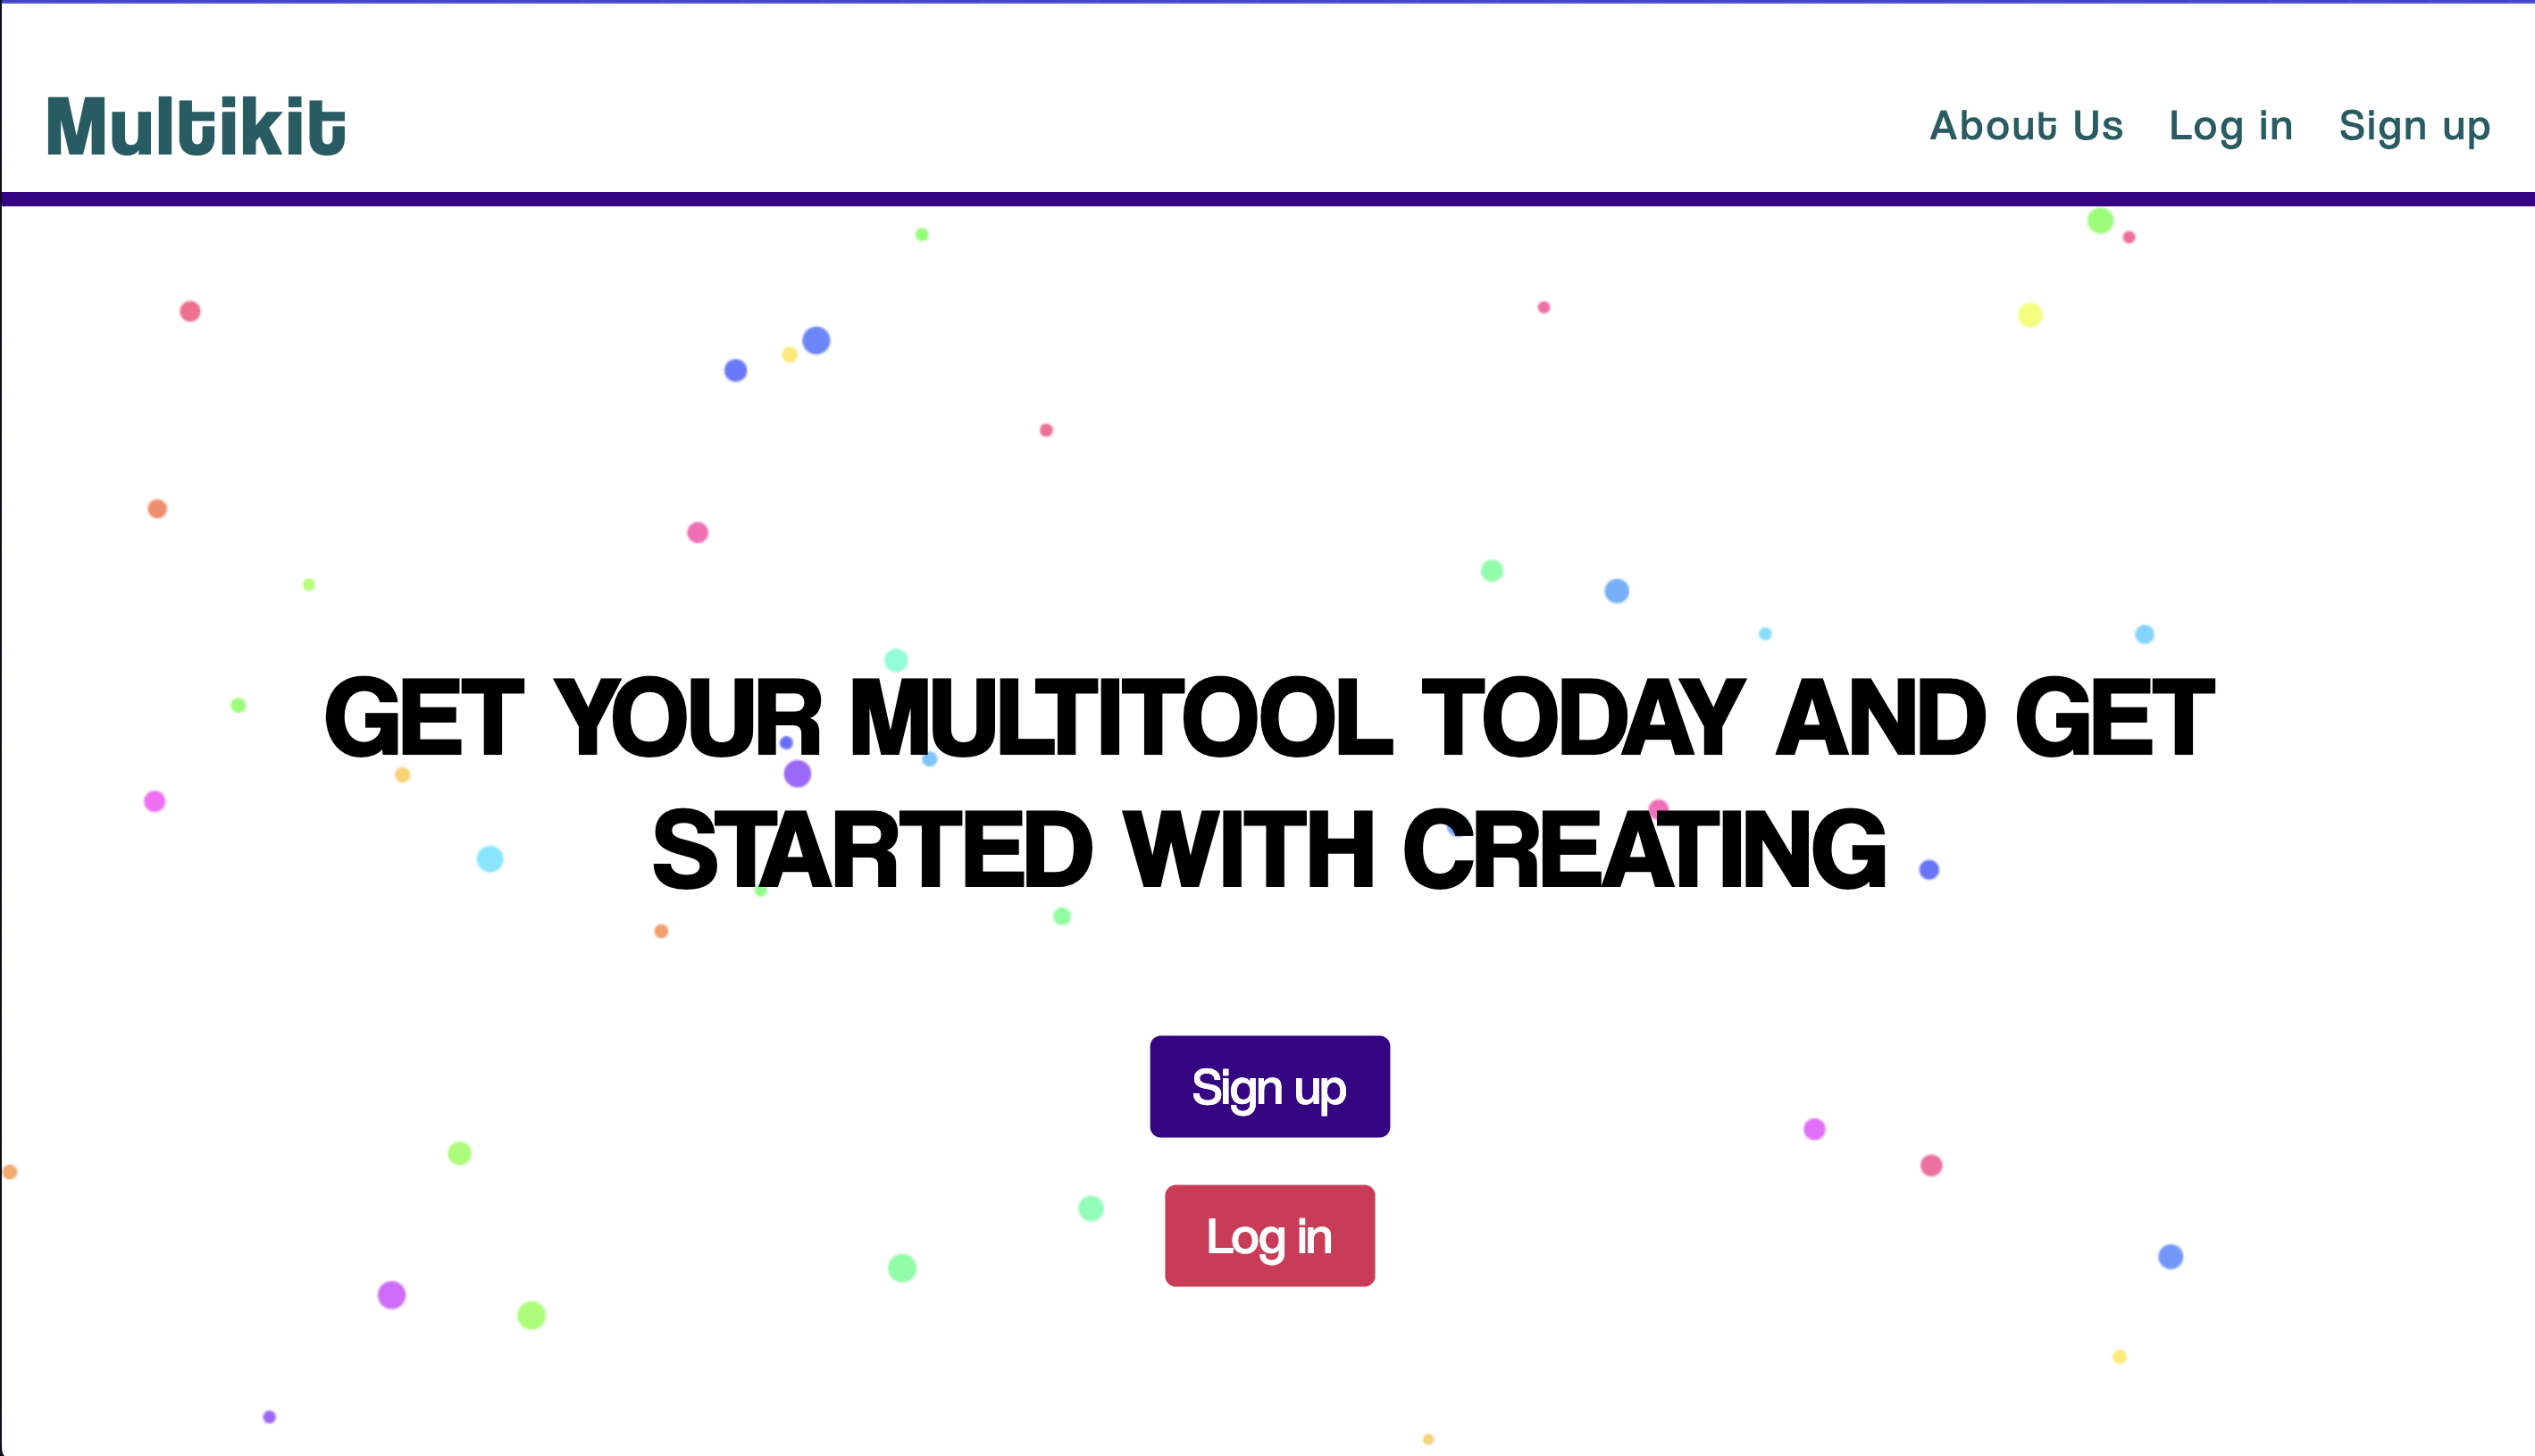 Multikit
About Us Log in Sign up
GET YOUR MULTITOOL TODAY AND GET
STARTED WITH CREATING
Sign up
Log in